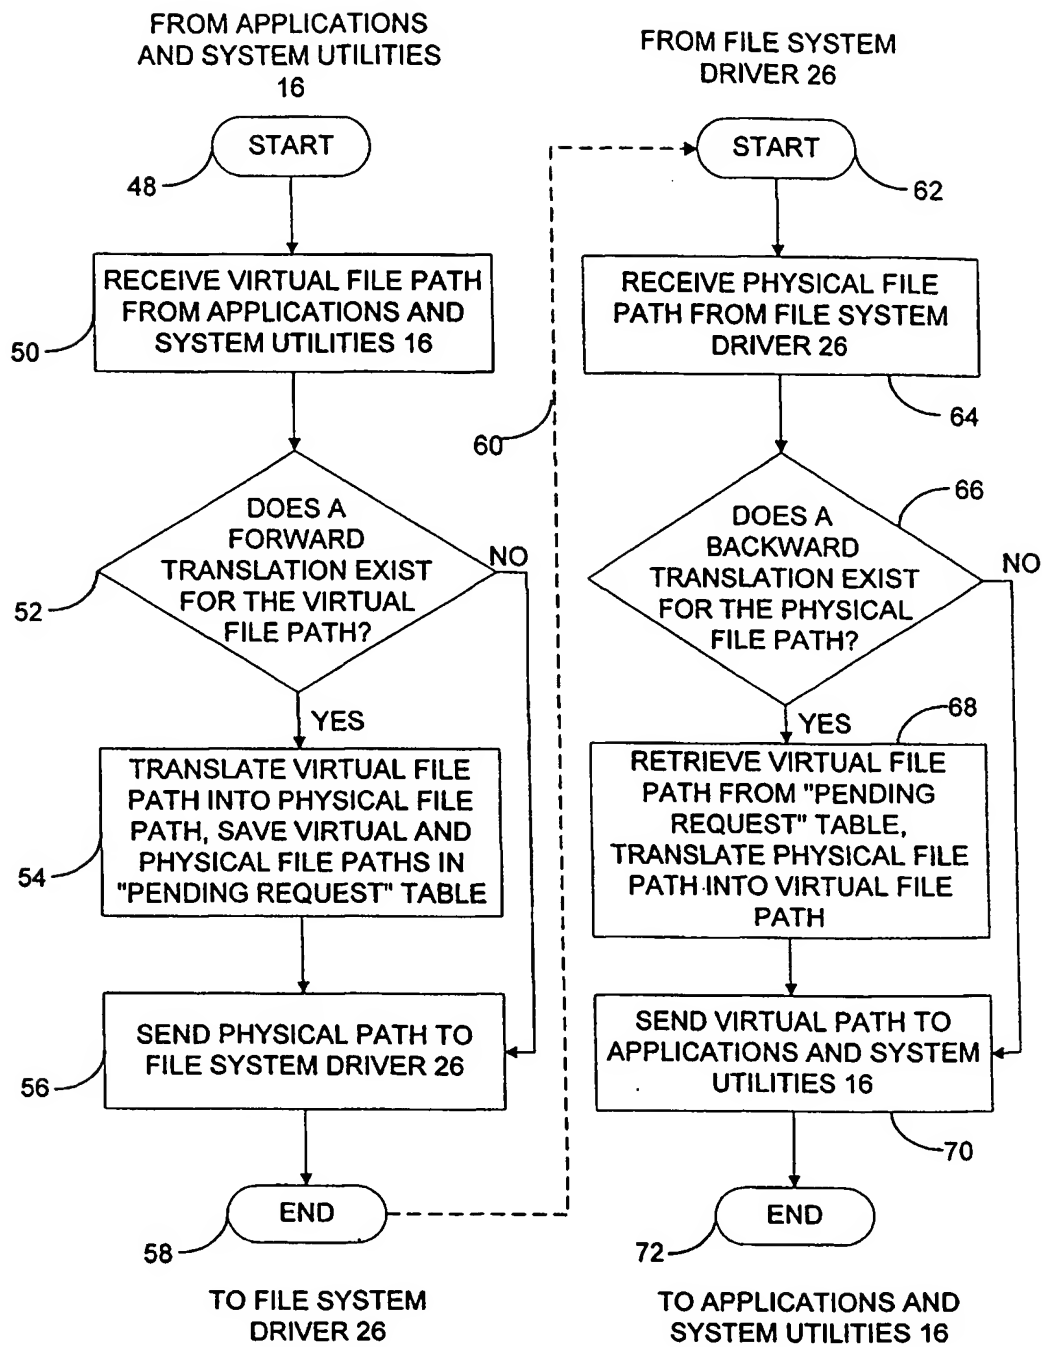 FROM APPLICATIONS
AND SYSTEM UTILITIES
16
START
48
RECEIVE VIRTUAL FILE PATH
FROM APPLICATIONS AND
SYSTEM UTILITIES 16
50
DOES A
FORWARD
TRANSLATION EXIST
FOR THE VIRTUAL
FILE PATH?
NO
52
YES
TRANSLATE VIRTUAL FILE
PATH INTO PHYSICAL FILE
PATH, SAVE VIRTUAL AND
PHYSICAL FILE PATHS IN
"PENDING REQUEST" TABLE
54
SEND PHYSICAL PATH TO
FILE SYSTEM DRIVER 26
56
END
58
TO FILE SYSTEM
DRIVER 26
60
FROM FILE SYSTEM
DRIVER 26
START
62
RECEIVE PHYSICAL FILE
PATH FROM FILE SYSTEM
DRIVER 26
64
66
DOES A
BACKWARD
TRANSLATION EXIST
FOR THE PHYSICAL
FILE PATH?
NO
YES
68
RETRIEVE VIRTUAL FILE
PATH FROM "PENDING
REQUEST" TABLE,
TRANSLATE PHYSICAL FILE
PATH INTO VIRTUAL FILE
PATH
SEND VIRTUAL PATH TO
APPLICATIONS AND SYSTEM
UTILITIES 16
70
END
72
TO APPLICATIONS AND
SYSTEM UTILITIES 16